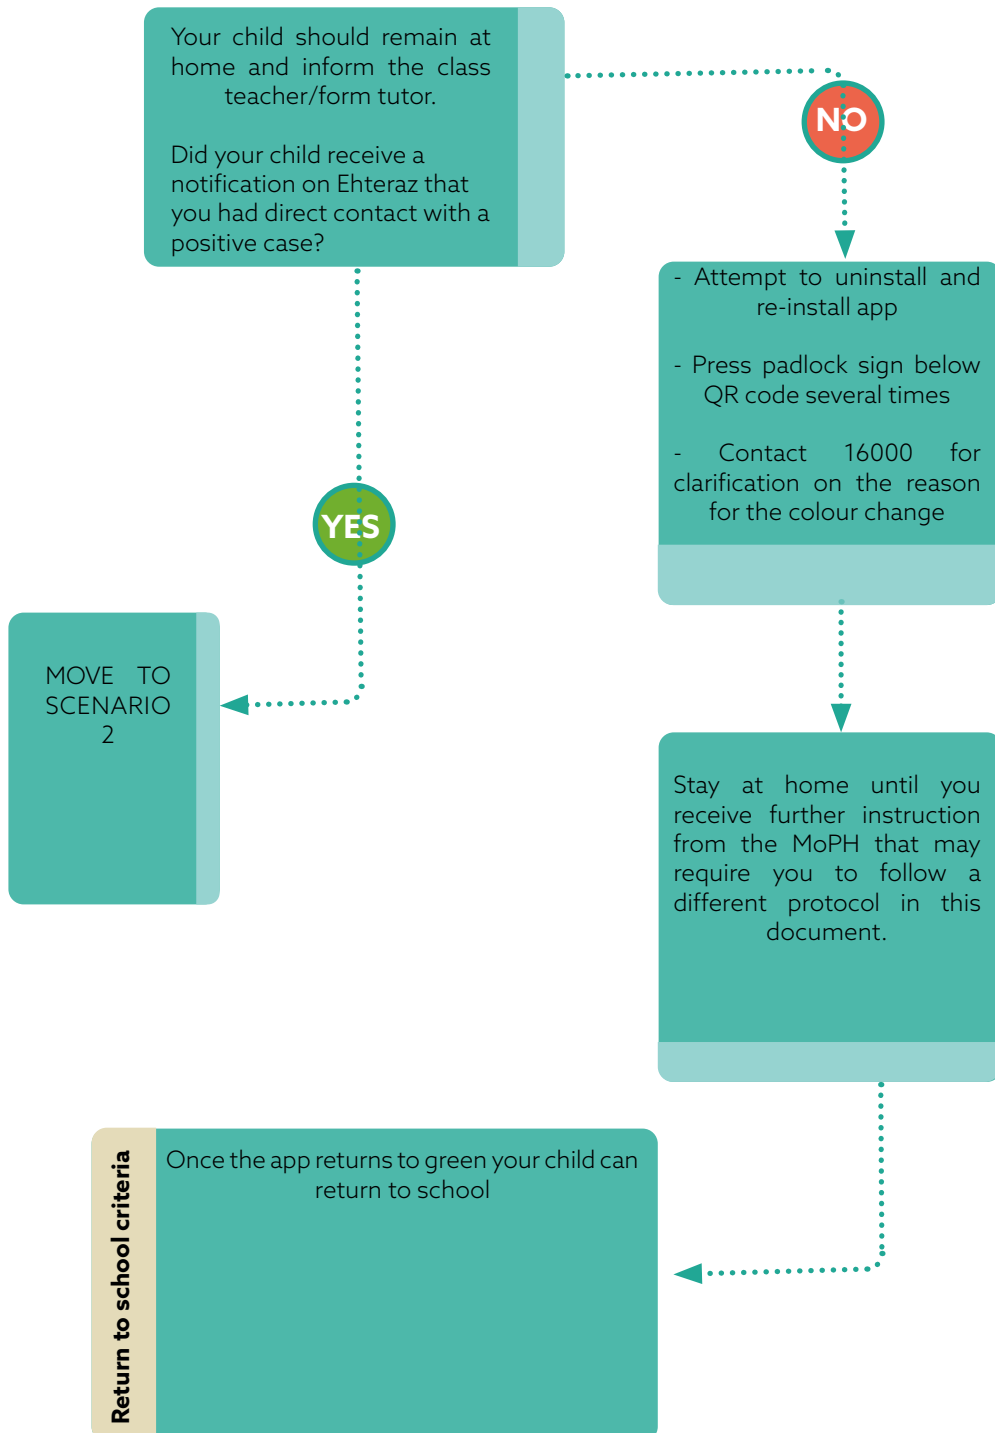 Your child should remain at
home and inform the class
teacher/form tutor.
Did your child receive a
notification on Ehteraz that
you had direct contact with a
positive case?
NO
- Attempt to uninstall and
re-install app
- Press padlock sign below
QR code several times
- Contact 16000 for
clarification on the reason
for the colour change
YES
MOVE TO
SCENARIO
2
Stay at home until you
receive further instruction
from the MoPH that may
require you to follow a
different protocol in this
document.
Return to school criteria
Once the app returns to green your child can
return to school